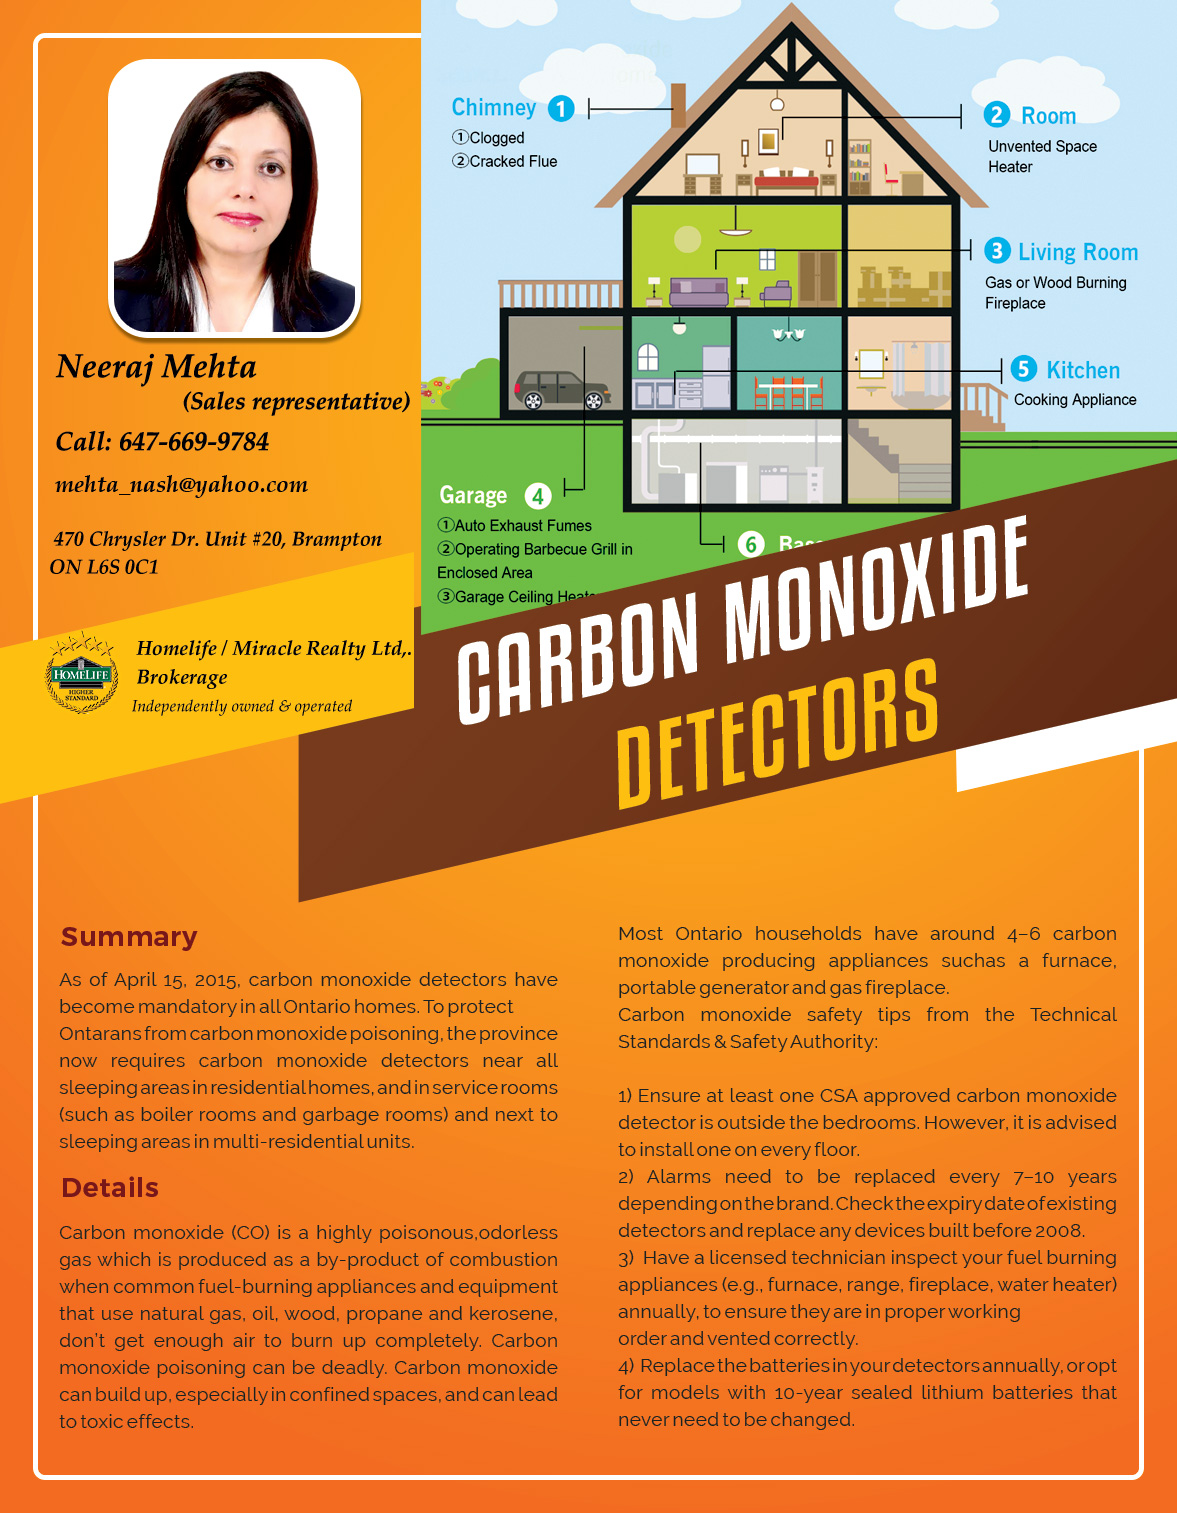 Neeraj Mehta
(Sales representative)
Call: 647-669-9784
mehta_nash@yahoo.com
470 Chrysler Dr. Unit #20, Brampton
ON L6S 0C1
HOMELIFE
HIGHER
STANDARD
Homelife / Miracle Realty Ltd,.
Brokerage
Independently owned & operated
Chimney 1
①Clogged
②Cracked Flue
2 Room
Unvented Space
Heater
3 Living Room
Gas or Wood Burning
Fireplace
5 Kitchen
Cooking Appliance
Garage 4
①Auto Exhaust Fumes
②Operating Barbecue Grill in
Enclosed Area
③Garage Ceiling
6
CARBON MONOXIDE
DETECTORS
Summary
As of April 15, 2015, carbon monoxide detectors have
become mandatory in all Ontario homes. To protect
Ontarans from carbon monoxide poisoning, the province
now requires carbon monoxide detectors near all
sleeping areas in residential homes, and in service rooms
(such as boiler rooms and garbage rooms) and next to
sleeping areas in multi-residential units.
Details
Carbon monoxide (CO) is a highly poisonous,odorless
gas which is produced as a by-product of combustion
when common fuel-burning appliances and equipment
that use natural gas, oil, wood, propane and kerosene,
don't get enough air to burn up completely. Carbon
monoxide poisoning can be deadly. Carbon monoxide
can build up, especially in confined spaces, and can lead
to toxic effects.
Most Ontario households have around 4–6 carbon
monoxide producing appliances suchas a furnace,
portable generator and gas fireplace.
Carbon monoxide safety tips from the Technical
Standards & Safety Authority:
1) Ensure at least one CSA approved carbon monoxide
detector is outside the bedrooms. However, it is advised
to install one on every floor.
2) Alarms need to be replaced every 7–10 years
depending on the brand. Check the expiry date of existing
detectors and replace any devices built before 2008.
3) Have a licensed technician inspect your fuel burning
appliances (e.g., furnace, range, fireplace, water heater)
annually, to ensure they are in proper working
order and vented correctly.
4) Replace the batteries in your detectors annually, or opt
for models with 10-year sealed lithium batteries that
never need to be changed.